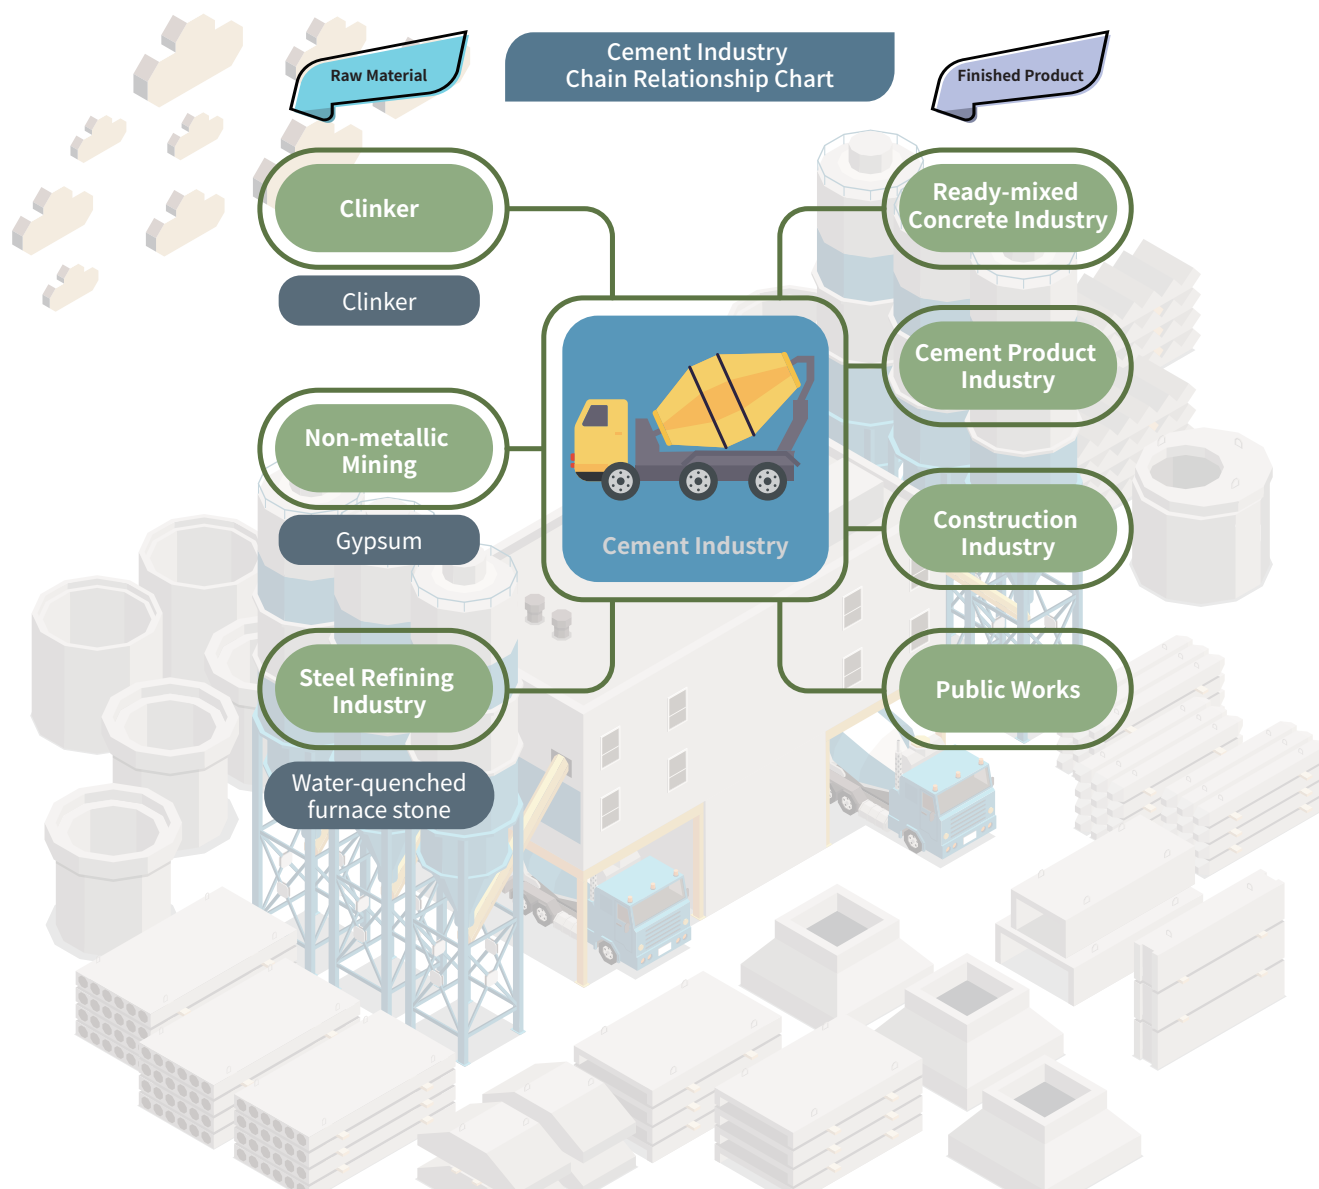 Cement Industry
Chain Relationship Chart
Raw Material
Finished Product
Clinker
Clinker
Non-metallic
Mining
Gypsum
Steel Refining
Industry
Water-quenched
furnace stone
Cement Industry
Ready-mixed
Concrete Industry
Cement Product
Industry
Construction
Industry
Public Works